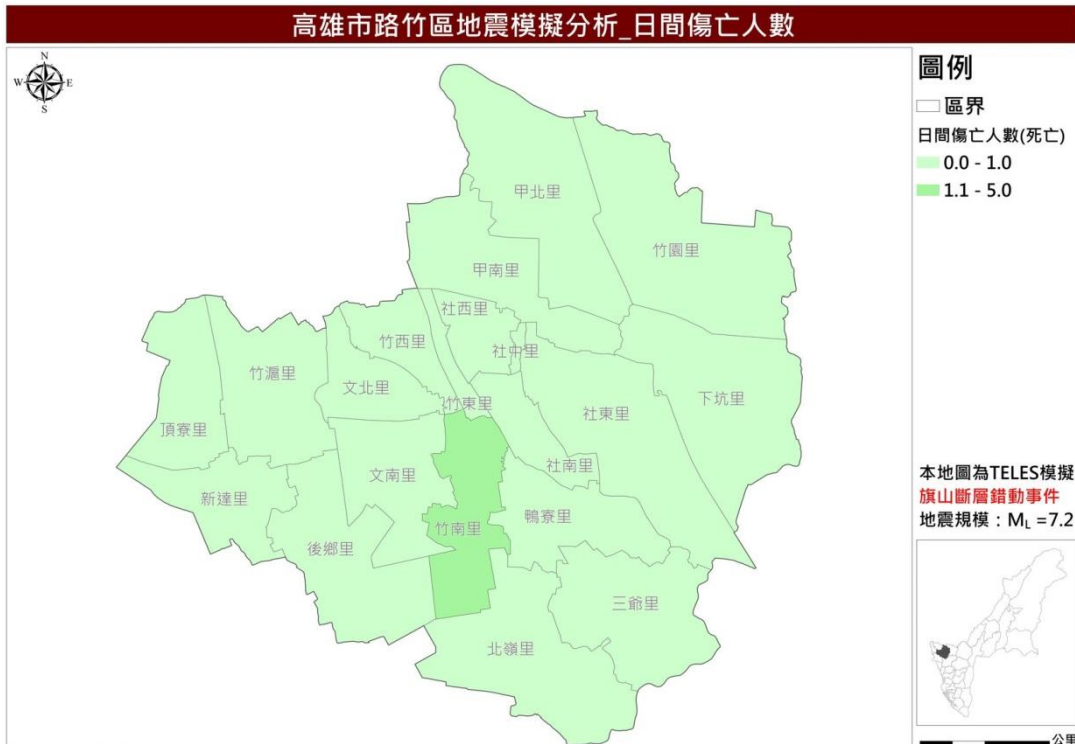 高雄市路竹區地震模擬分析_日間傷亡人數
N
W
E
S
圖例
區界
日間傷亡人數(死亡)
0.0 - 1.0
1.1 - 5.0
甲北里
竹園里
甲南里
社西里
竹西里
社中里
竹滬里
文北里
竹東里
社東里
下坑里
頂寮里
文南里
社南里
新達里
竹南里
鴨寮里
後鄉里
三爺里
北嶺里
本地圖為TELES模擬
旗山斷層錯動事件
地震規模：ML =7.2
公里